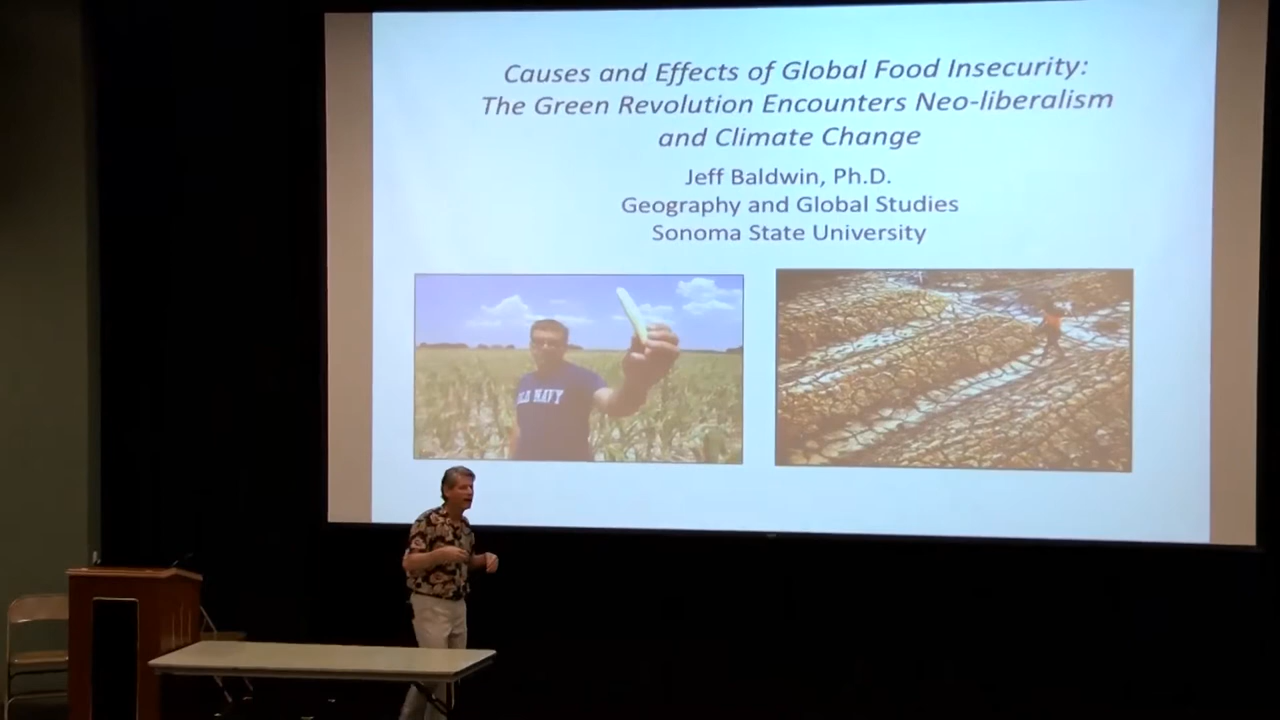 Causes and Effects of Global Food Insecurity:
The Green Revolution Encounters Neo-liberalism
and Climate Change
Jeff Baldwin, Ph.D.
Geography and Global Studies
Sonoma State University
OLD NAVY